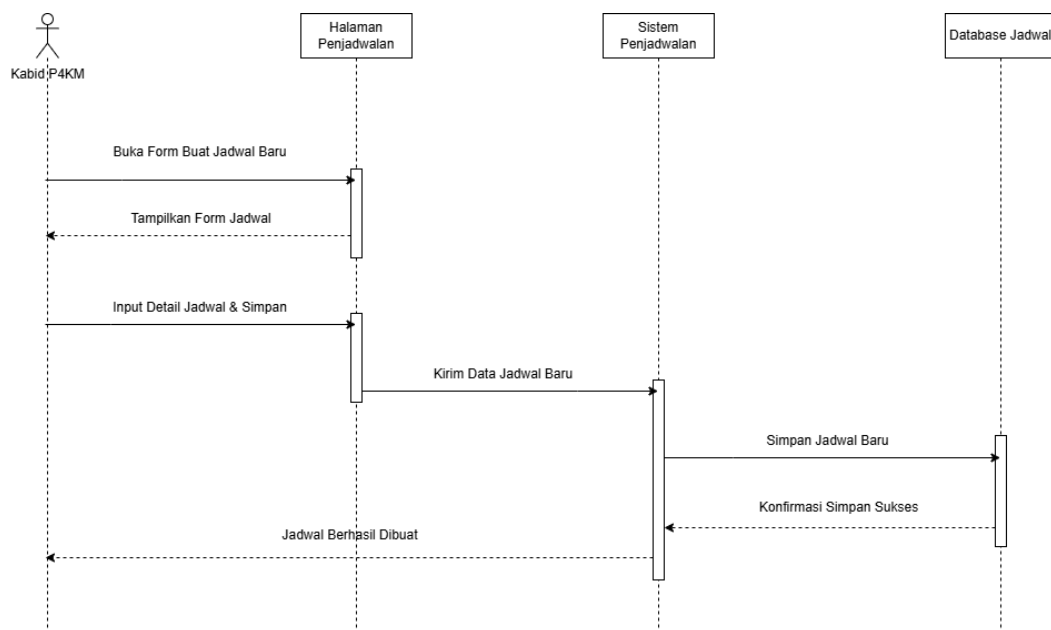 Halaman
Penjadwalan
Sistem
Penjadwalan
Database Jadwal
Kabid P4KM
Buka Form Buat Jadwal Baru
Tampilkan Form Jadwal
Input Detail Jadwal & Simpan
Kirim Data Jadwal Baru
Simpan Jadwal Baru
Konfirmasi Simpan Sukses
Jadwal Berhasil Dibuat